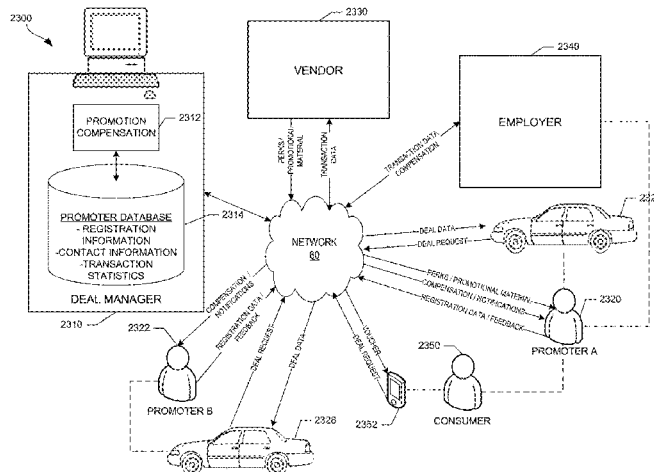 2300
2330
2340
VENDOR
EMPLOYER
PROMOTION
COMPENSATION
2312
PERKS /
PROMOTIONAL
MATERIAL
TRANSACTION
DATA
TRANSACTION DATA
COMPENSATION
PROMOTER DATABASE
- REGISTRATION
INFORMATION
-CONTACT INFORMATION
-TRANSACTION
STATISTICS
2314
DEAL MANAGER
2310
NETWORK
60
DEAL DATA
DEAL REQUEST
PERKS / PROMOTIONAL MATERIAL
COMPENSATION / NOTIFICATIONS
REGISTRATION DATA / FEEDBACK
2320
PROMOTER A
COMPENSATION /
NOTIFICATIONS
REGISTRATION DATA /
FEEDBACK
2322
PROMOTER B
DEAL REQUEST
DEAL DATA
VOUCHER
DEAL REQUEST
2350
CONSUMER
2352